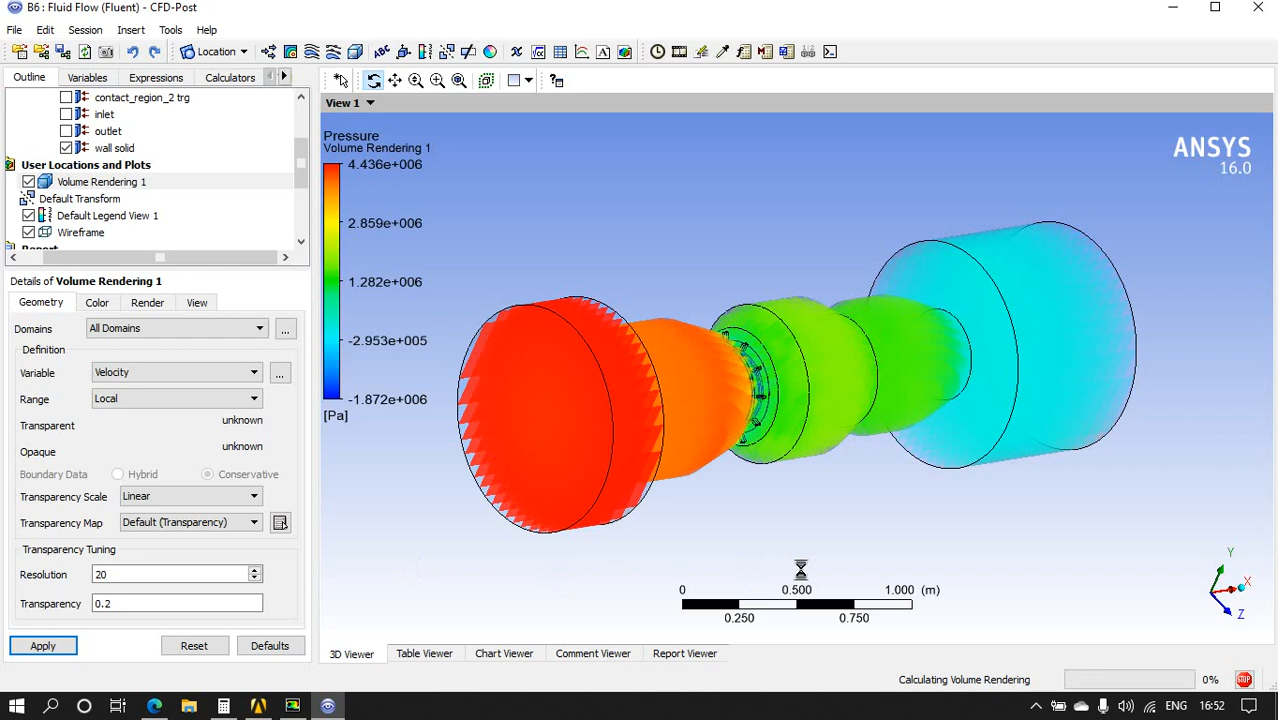 B6 : Fluid Flow (Fluent) - CFD-Post
File Edit Session Insert Tools Help
Location
Outline Variables Expressions Calculators
View 1
contact_region_2 trg
inlet
outlet
wall solid
User Locations and Plots
Volume Rendering 1
Default Transform
Default Legend View 1
Wireframe
Details of Volume Rendering 1
Geometry Color Render View
Domains All Domains ...
Definition
Variable Velocity ...
Range Local
Transparent unknown
Opaque unknown
Boundary Data Hybrid Conservative
Transparency Scale Linear
Transparency Map Default (Transparency)
Transparency Tuning
Resolution 20
Transparency 0.2
Apply Reset Defaults
Pressure
Volume Rendering 1
4.436e+006
2.859e+006
1.282e+006
-2.953e+005
-1.872e+006
[Pa]
ANSYS
16.0
0 0.500 1.000 (m)
0.250 0.750
Y
X
Z
3D Viewer Table Viewer Chart Viewer Comment Viewer Report Viewer
Calculating Volume Rendering 0%
ENG 16:52